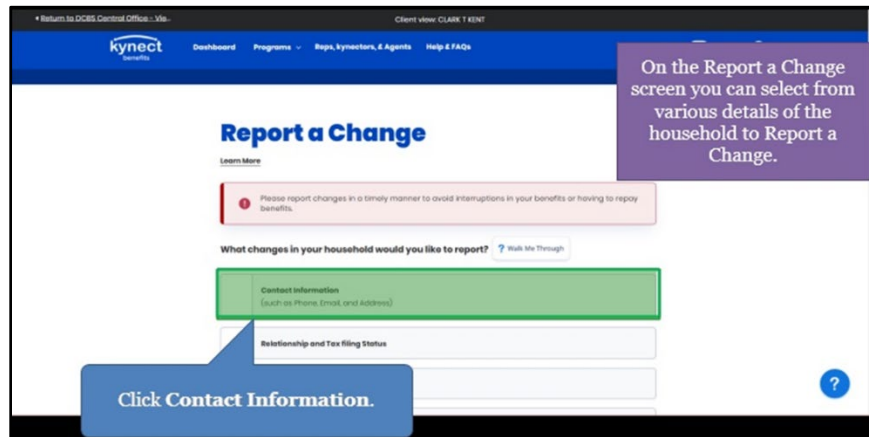 Return to DCBS Central Office - Vie...
Client view: CLARK T KENT
kynect
benefits
Dashboard Programs Reps, kynectors, & Agents Help & FAQs
On the Report a Change
screen you can select from
various details of the
household to Report a
Change.
Report a Change
Learn More
Please report changes in a timely manner to avoid interruptions in your benefits or having to repay
benefits.
What changes in your household would you like to report? ? Walk Me Through
Contact Information
(such as Phone, Email, and Address)
Relationship and Tax filing Status
Click Contact Information.
?